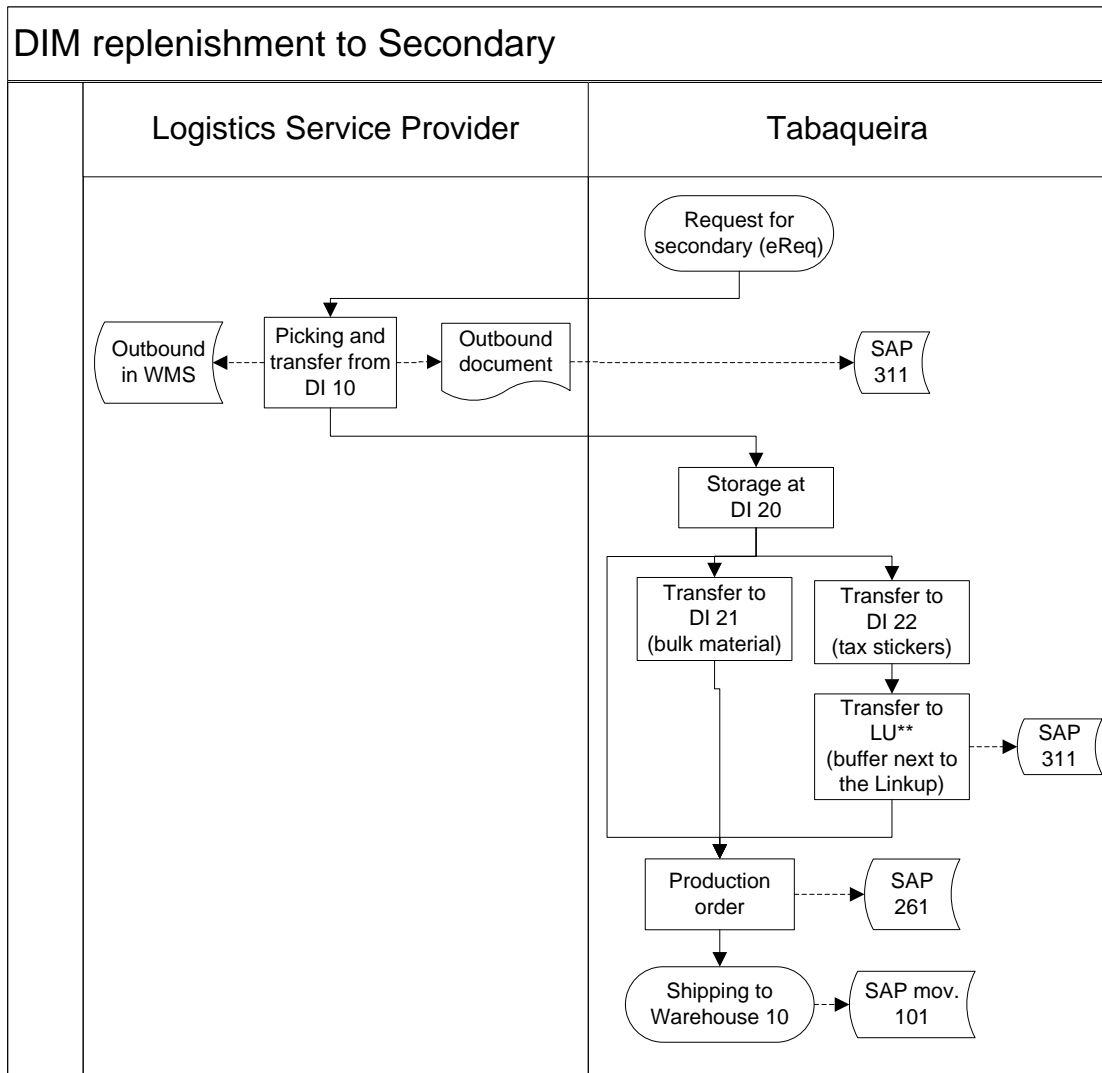 DIM replenishment to Secondary
Logistics Service Provider
Tabaqueira
Request for
secondary (eReq)
Outbound
in WMS
Picking and
transfer from
DI 10
Outbound
document
SAP
311
Storage at
DI 20
Transfer to
DI 21
(bulk material)
Transfer to
DI 22
(tax stickers)
Transfer to
LU**
(buffer next to
the Linkup)
SAP
311
Production
order
SAP
261
Shipping to
Warehouse 10
SAP mov.
101